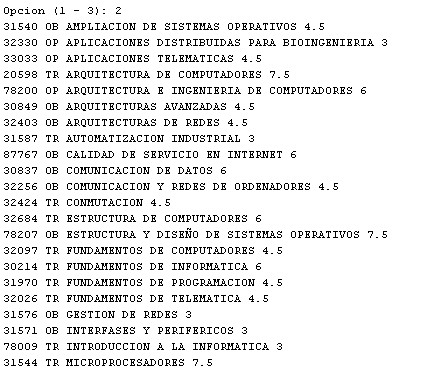 Opcion (1 - 3): 2
31540 OB AMPLIACION DE SISTEMAS OPERATIVOS 4.5
32330 OP APLICACIONES DISTRIBUIDAS PARA BIOINGENIERIA 3
33033 OP APLICACIONES TELEMATICAS 4.5
20598 TR ARQUITECTURA DE COMPUTADORES 7.5
78200 OP ARQUITECTURA E INGENIERIA DE COMPUTADORES 6
30849 OB ARQUITECTURAS AVANZADAS 4.5
32403 OB ARQUITECTURAS DE REDES 4.5
31587 TR AUTOMATIZACION INDUSTRIAL 3
87767 OB CALIDAD DE SERVICIO EN INTERNET 6
30837 OB COMUNICACION DE DATOS 6
32256 OB COMUNICACION Y REDES DE ORDENADORES 4.5
32424 TR CONMUTACION 4.5
32684 TR ESTRUCTURA DE COMPUTADORES 6
78207 OB ESTRUCTURA Y DISEÑO DE SISTEMAS OPERATIVOS 7.5
32097 TR FUNDAMENTOS DE COMPUTADORES 4.5
30214 TR FUNDAMENTOS DE INFORMATICA 6
31970 TR FUNDAMENTOS DE PROGRAMACION 4.5
32026 TR FUNDAMENTOS DE TELEMATICA 4.5
31576 OB GESTION DE REDES 3
31571 OB INTERFASES Y PERIFERICOS 3
78009 TR INTRODUCCION A LA INFORMATICA 3
31544 TR MICROPROCESADORES 7.5